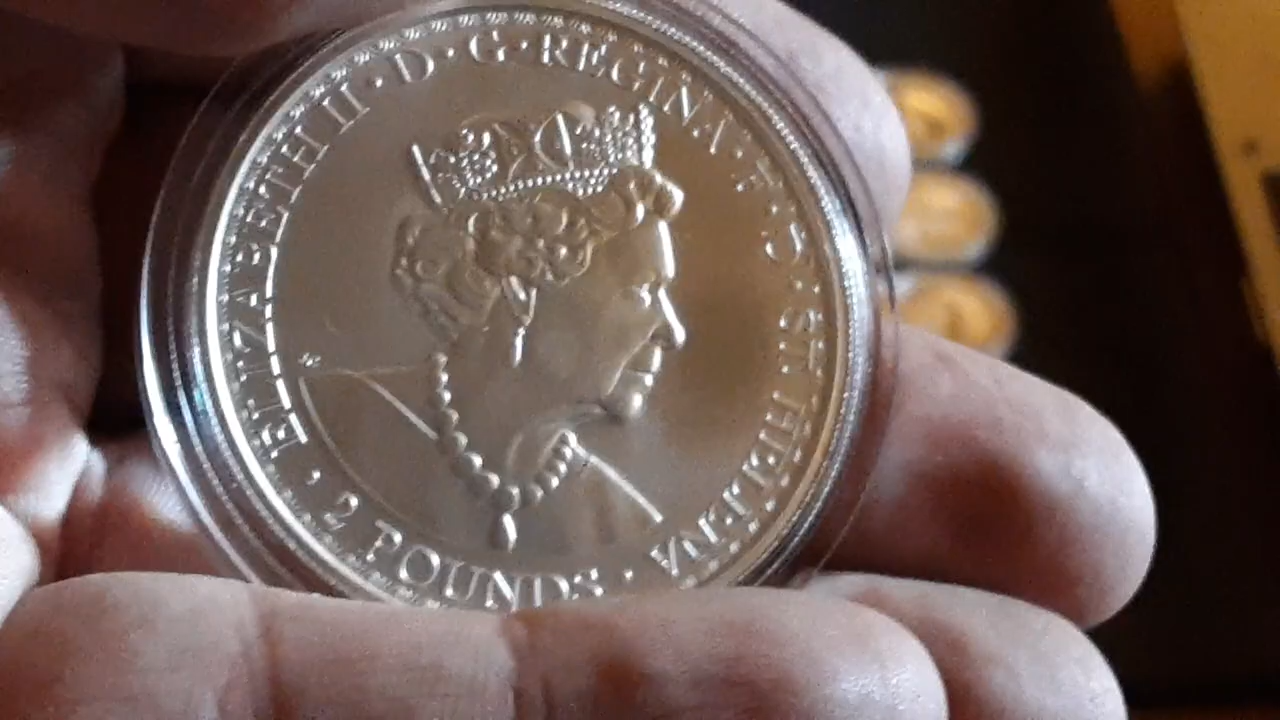 ELIZABETH II · D · G · REGINA · F · D · ST HELENA · 2 POUNDS ·